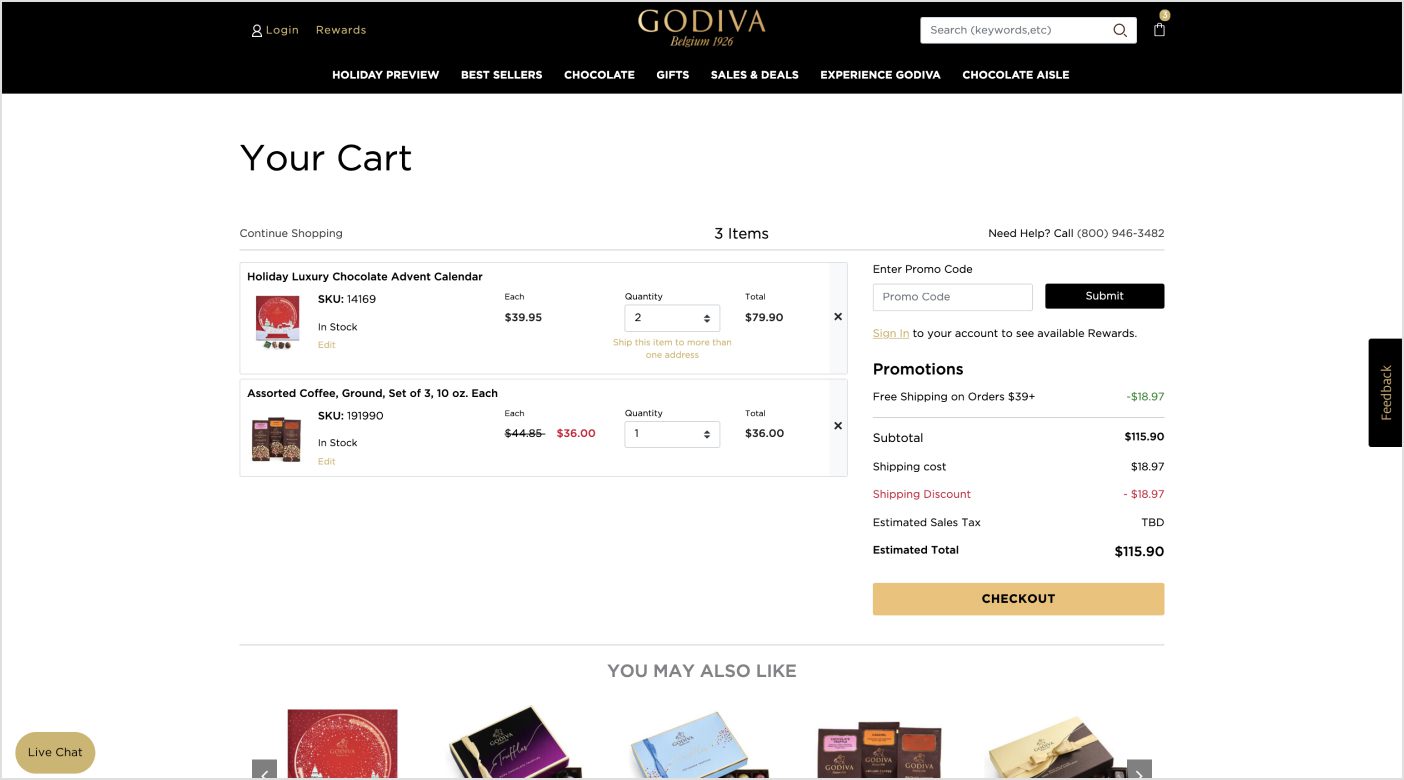 Login Rewards
GODIVA
Belgium 1926
Search (keywords,etc)
3
HOLIDAY PREVIEW BEST SELLERS CHOCOLATE GIFTS SALES & DEALS EXPERIENCE GODIVA CHOCOLATE AISLE
Your Cart
Continue Shopping 3 Items Need Help? Call (800) 946-3482
Holiday Luxury Chocolate Advent Calendar
SKU: 14169
In Stock
Edit
Each
$39.95
Quantity
2
Ship this item to more than
one address
Total
$79.90
×
Assorted Coffee, Ground, Set of 3, 10 oz. Each
SKU: 191990
In Stock
Edit
Each
$44.85 $36.00
Quantity
1
Total
$36.00
×
Enter Promo Code
Promo Code Submit
Sign In to your account to see available Rewards.
Promotions
Free Shipping on Orders $39+ -$18.97
Subtotal $115.90
Shipping cost $18.97
Shipping Discount - $18.97
Estimated Sales Tax TBD
Estimated Total $115.90
CHECKOUT
Feedback
YOU MAY ALSO LIKE
GODIVA
Truffles
GODIVA
GODIVA
GODIVA
GODIVA
GODIVA
Live Chat